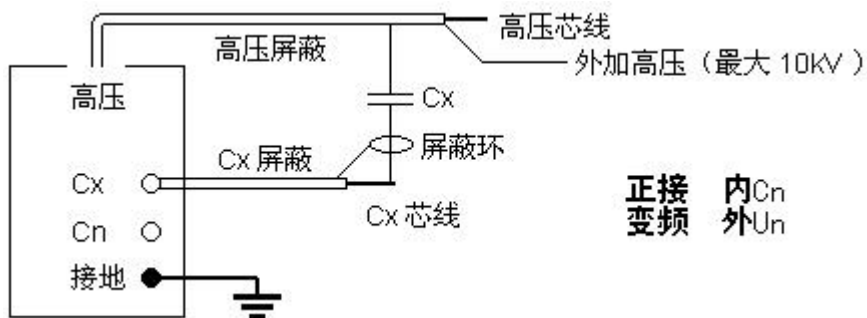 高压芯线
高压屏蔽
外加高压（最大 10KV ）
高压
Cx
Cx 屏蔽
屏蔽环
Cx
Cx 芯线
正接 内Cn
变频 外Un
Cn
接地